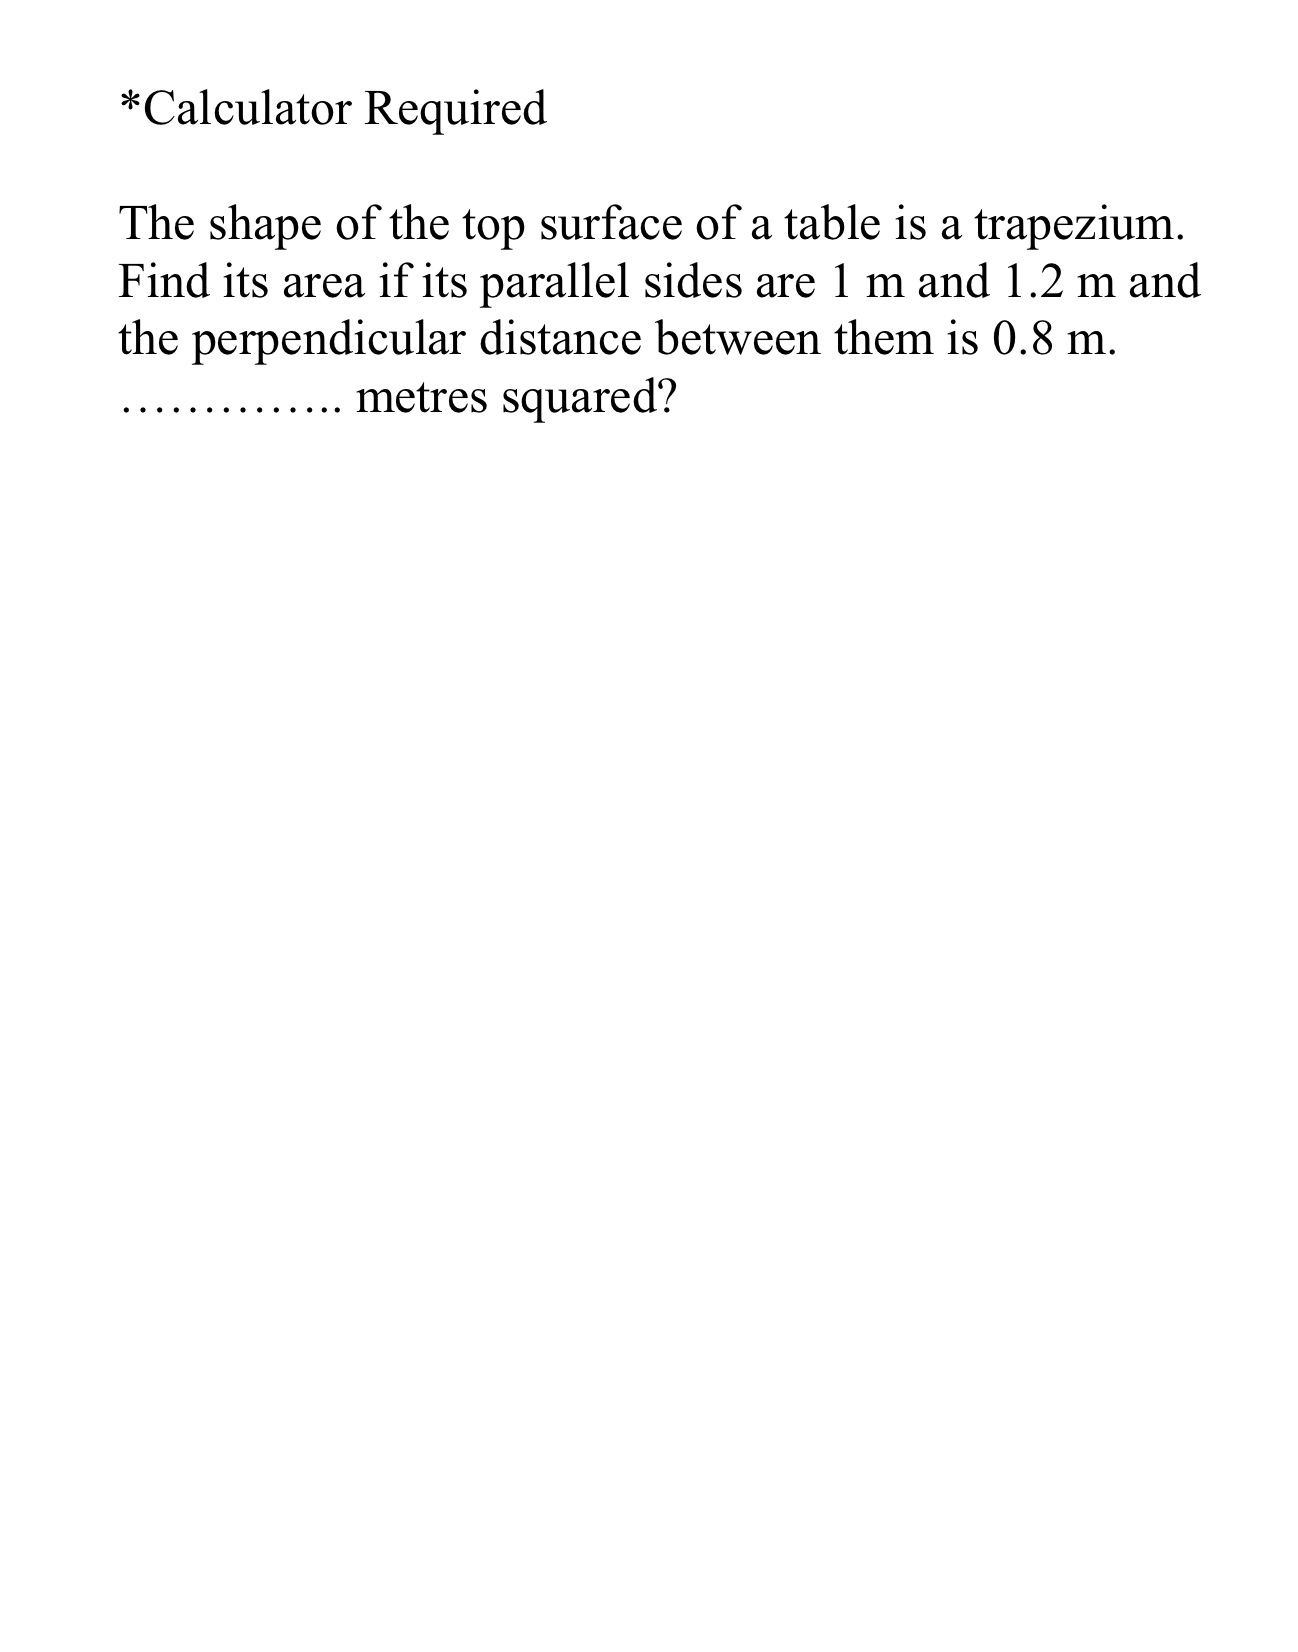 *Calculator Required
The shape of the top surface of a table is a trapezium.
Find its area if its parallel sides are 1 m and 1.2 m and
the perpendicular distance between them is 0.8 m.
………….. metres squared?